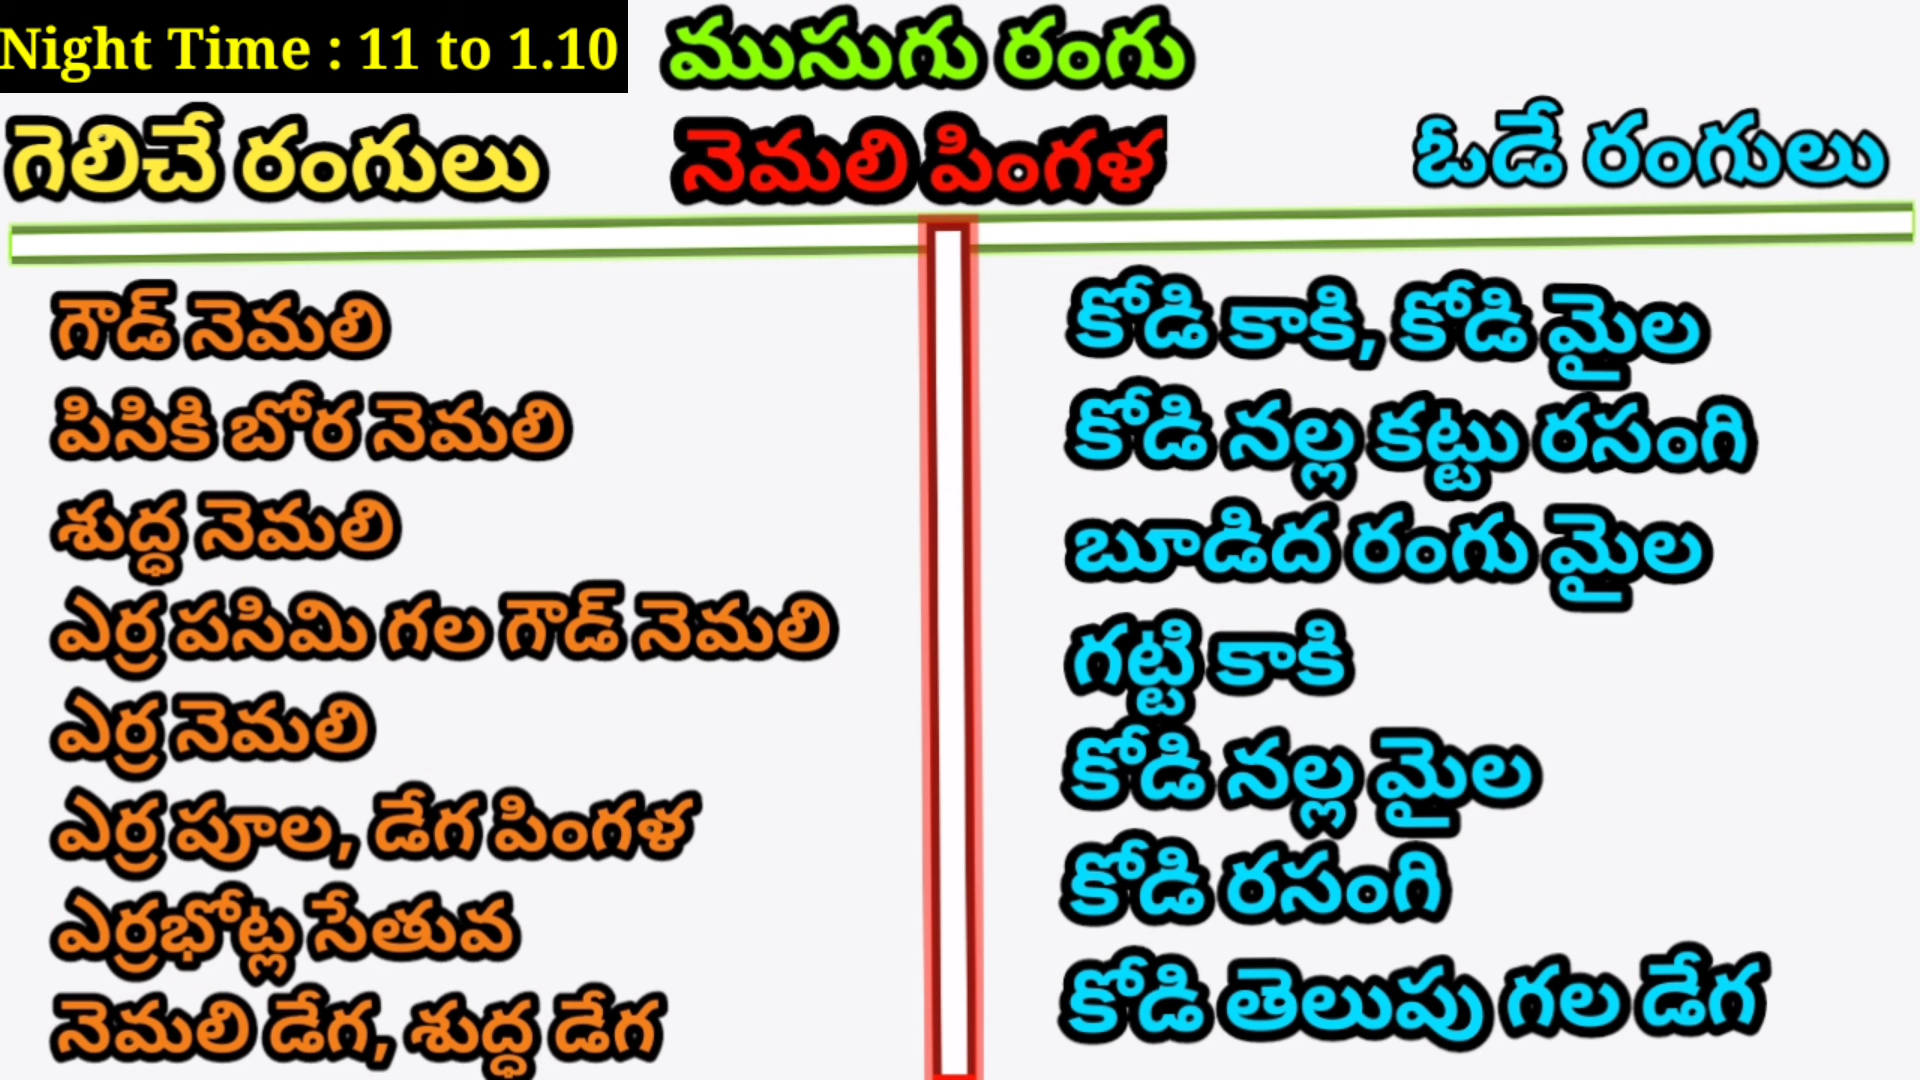 Night Time : 11 to 1.10
ముసుగు రంగు
గెలిచే రంగులు
నెమలి పింగళ
ఓడే రంగులు
గౌడ్ నెమలి
పిసికి బోర నెమలి
శుద్ధ నెమలి
ఎర్ర పసిమి గల గౌడ్ నెమలి
ఎర్ర నెమలి
ఎర్ర పూల, డేగ పింగళ
ఎర్రభోట్ల సేతువ
నెమలి డేగ, శుద్ధ డేగ
కోడి కాకి, కోడి మైల
కోడి నల్ల కట్టు రసంగి
బూడిద రంగు మైల
గట్టి కాకి
కోడి నల్ల మైల
కోడి రసంగి
కోడి తెలుపు గల డేగ